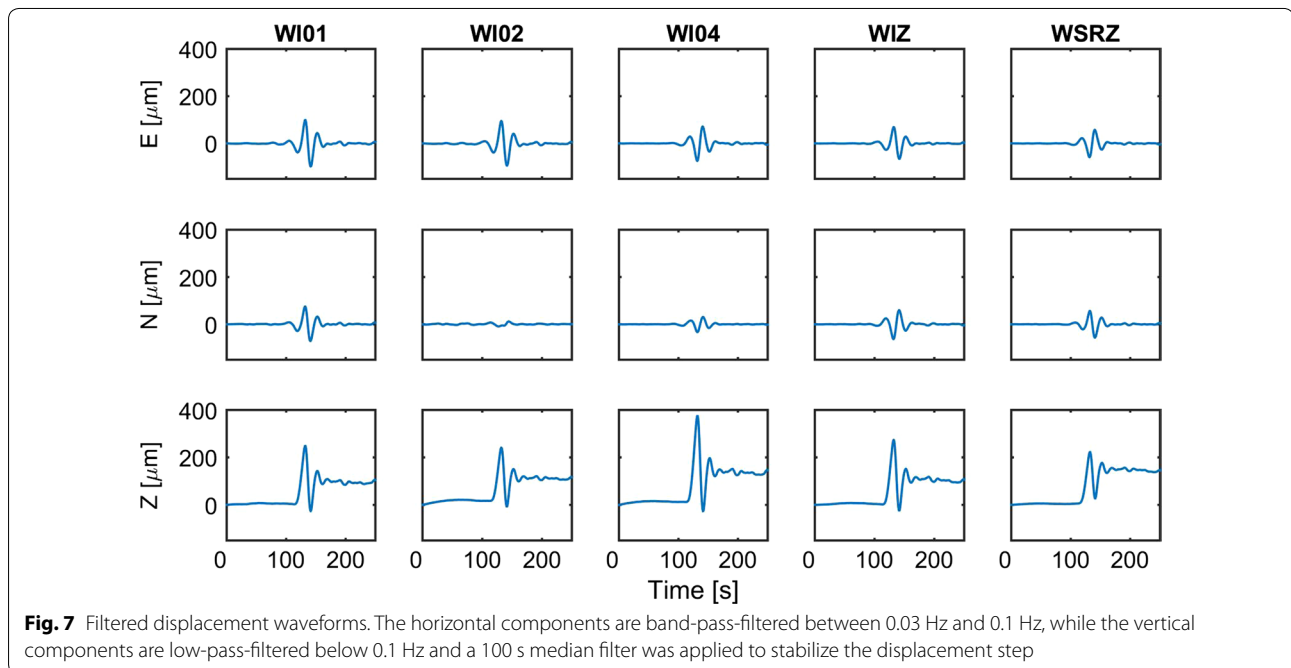 WI01 WI02 WI04 WIZ WSRZ
400
200
0
E [μm]
400
200
0
N [μm]
400
200
0
Z [μm]
0 100 200 0 100 200 0 100 200 0 100 200 0 100 200
Time [s]
Fig. 7 Filtered displacement waveforms. The horizontal components are band-pass-filtered between 0.03 Hz and 0.1 Hz, while the vertical
components are low-pass-filtered below 0.1 Hz and a 100 s median filter was applied to stabilize the displacement step